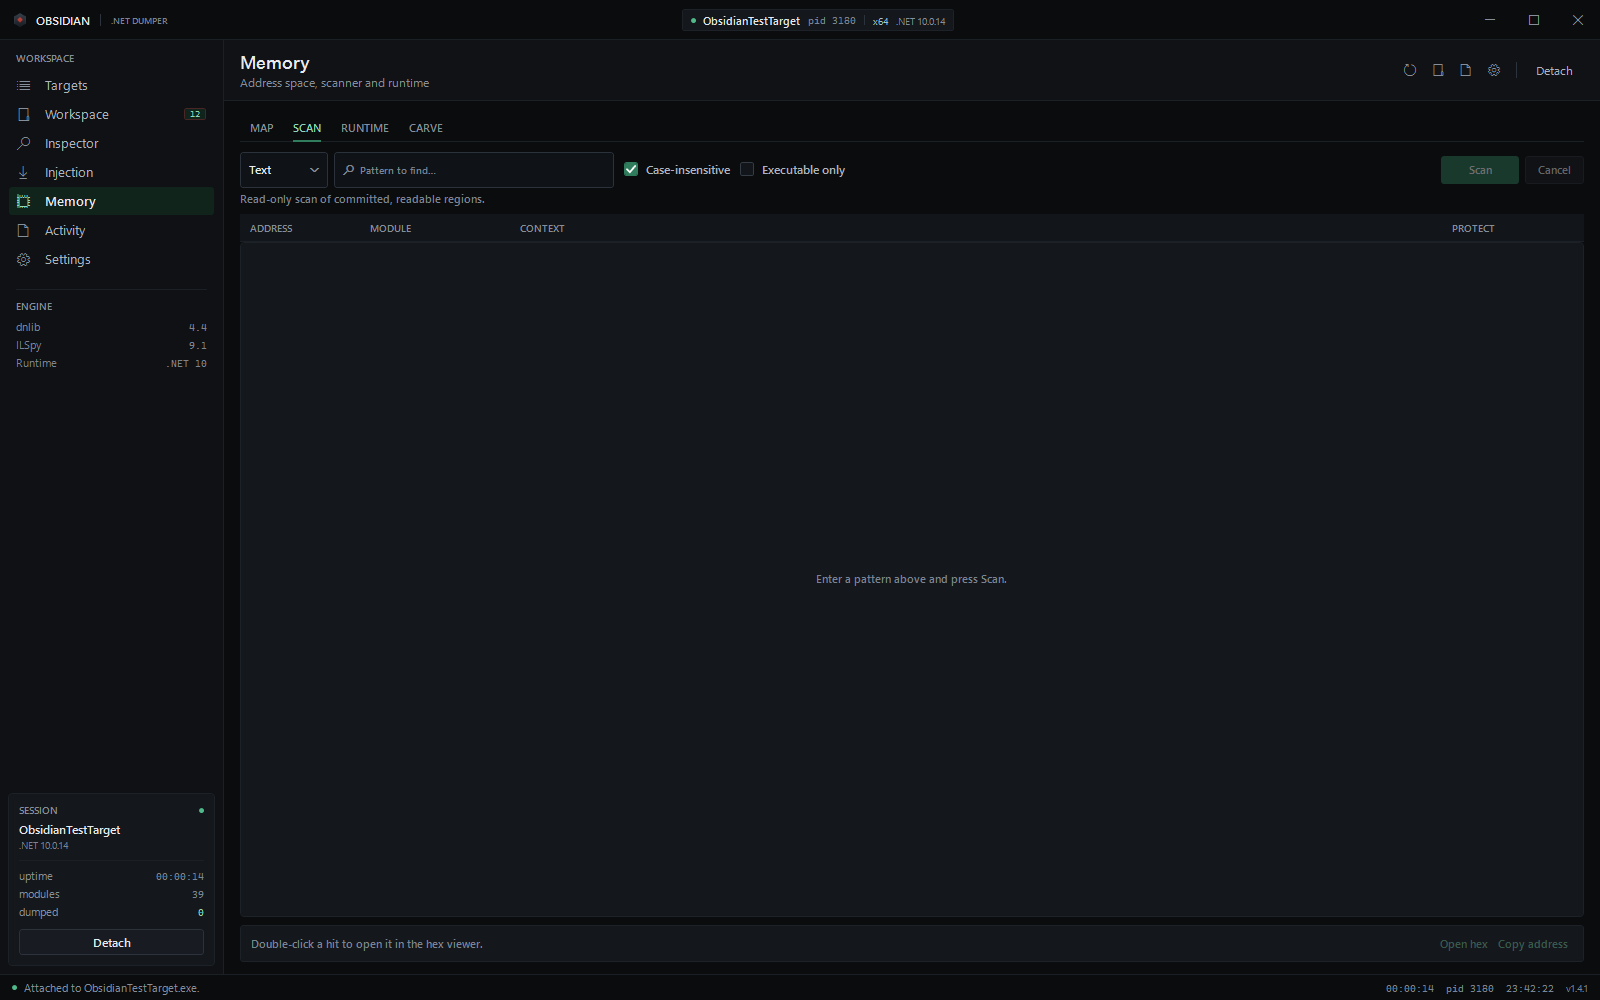 OBSIDIAN .NET DUMPER
ObsidianTestTarget pid 3180 x64 .NET 10.0.14
WORKSPACE
Targets
Workspace 12
Inspector
Injection
Memory
Activity
Settings
ENGINE
dnlib 4.4
ILSpy 9.1
Runtime .NET 10
SESSION
ObsidianTestTarget
.NET 10.0.14
uptime 00:00:14
modules 39
dumped 0
Detach
Memory
Address space, scanner and runtime
Detach
MAP SCAN RUNTIME CARVE
Text Pattern to find... Case-insensitive Executable only Scan Cancel
Read-only scan of committed, readable regions.
ADDRESS MODULE CONTEXT PROTECT
Enter a pattern above and press Scan.
Double-click a hit to open it in the hex viewer. Open hex Copy address
Attached to ObsidianTestTarget.exe. 00:00:14 pid 3180 23:42:22 v1.4.1